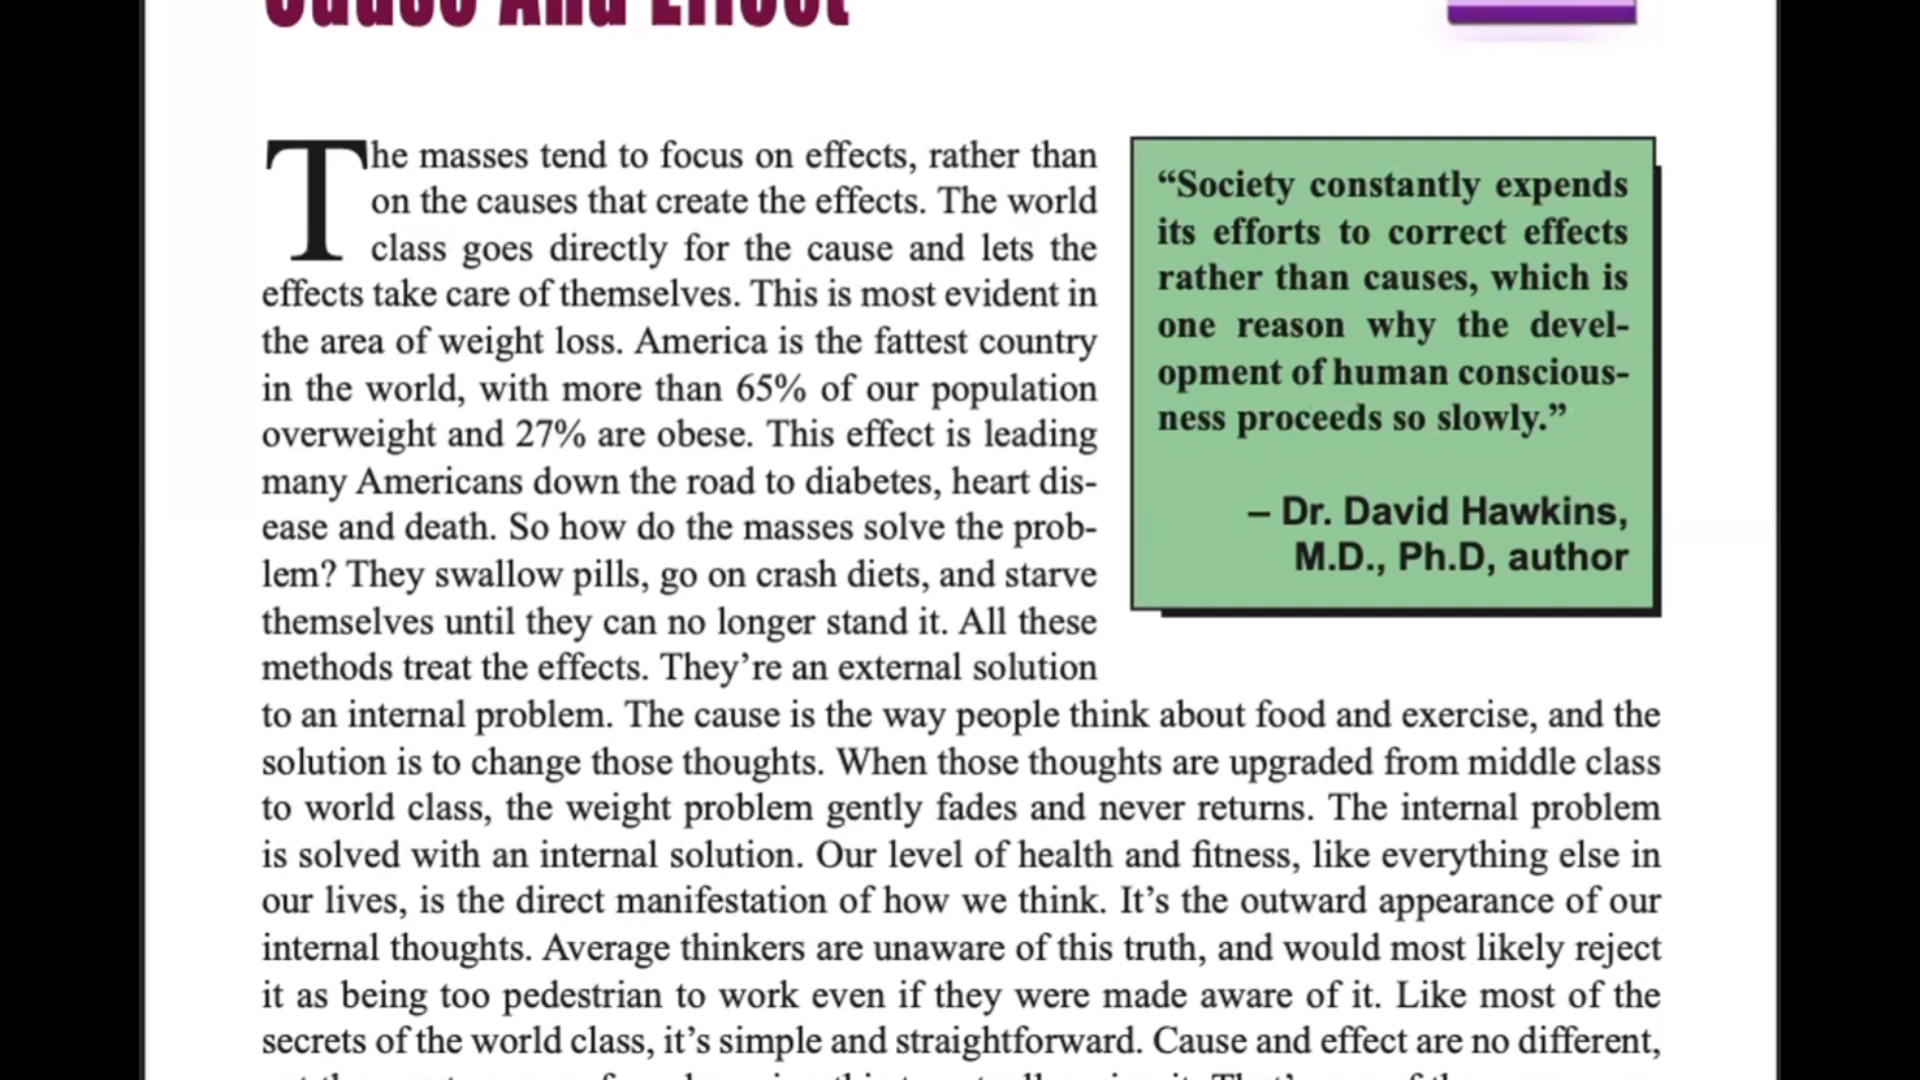 Cause And Effect
The masses tend to focus on effects, rather than
on the causes that create the effects. The world
class goes directly for the cause and lets the
effects take care of themselves. This is most evident in
the area of weight loss. America is the fattest country
in the world, with more than 65% of our population
overweight and 27% are obese. This effect is leading
many Americans down the road to diabetes, heart dis-
ease and death. So how do the masses solve the prob-
lem? They swallow pills, go on crash diets, and starve
themselves until they can no longer stand it. All these
methods treat the effects. They’re an external solution
to an internal problem. The cause is the way people think about food and exercise, and the
solution is to change those thoughts. When those thoughts are upgraded from middle class
to world class, the weight problem gently fades and never returns. The internal problem
is solved with an internal solution. Our level of health and fitness, like everything else in
our lives, is the direct manifestation of how we think. It’s the outward appearance of our
internal thoughts. Average thinkers are unaware of this truth, and would most likely reject
it as being too pedestrian to work even if they were made aware of it. Like most of the
secrets of the world class, it’s simple and straightforward. Cause and effect are no different,
“Society constantly expends
its efforts to correct effects
rather than causes, which is
one reason why the devel-
opment of human conscious-
ness proceeds so slowly.”
– Dr. David Hawkins,
M.D., Ph.D, author